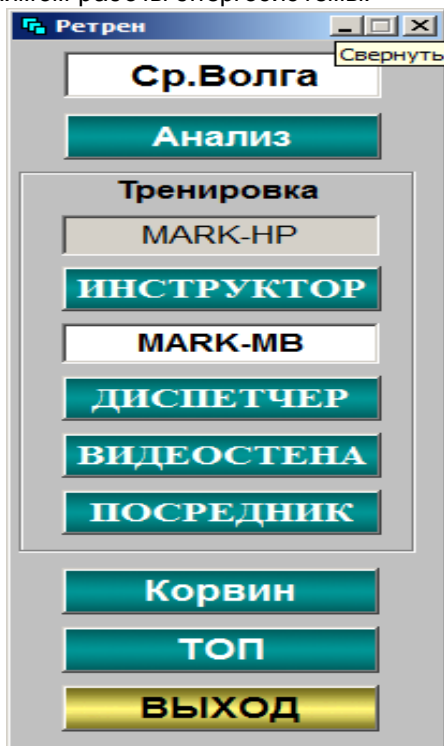 Ретрен
Свернуть
Ср.Волга
Анализ
Тренировка
MARK-HP
ИНСТРУКТОР
MARK-MB
ДИСПЕТЧЕР
ВИДЕОСТЕНА
ПОСРЕДНИК
Корвин
ТОП
ВЫХОД